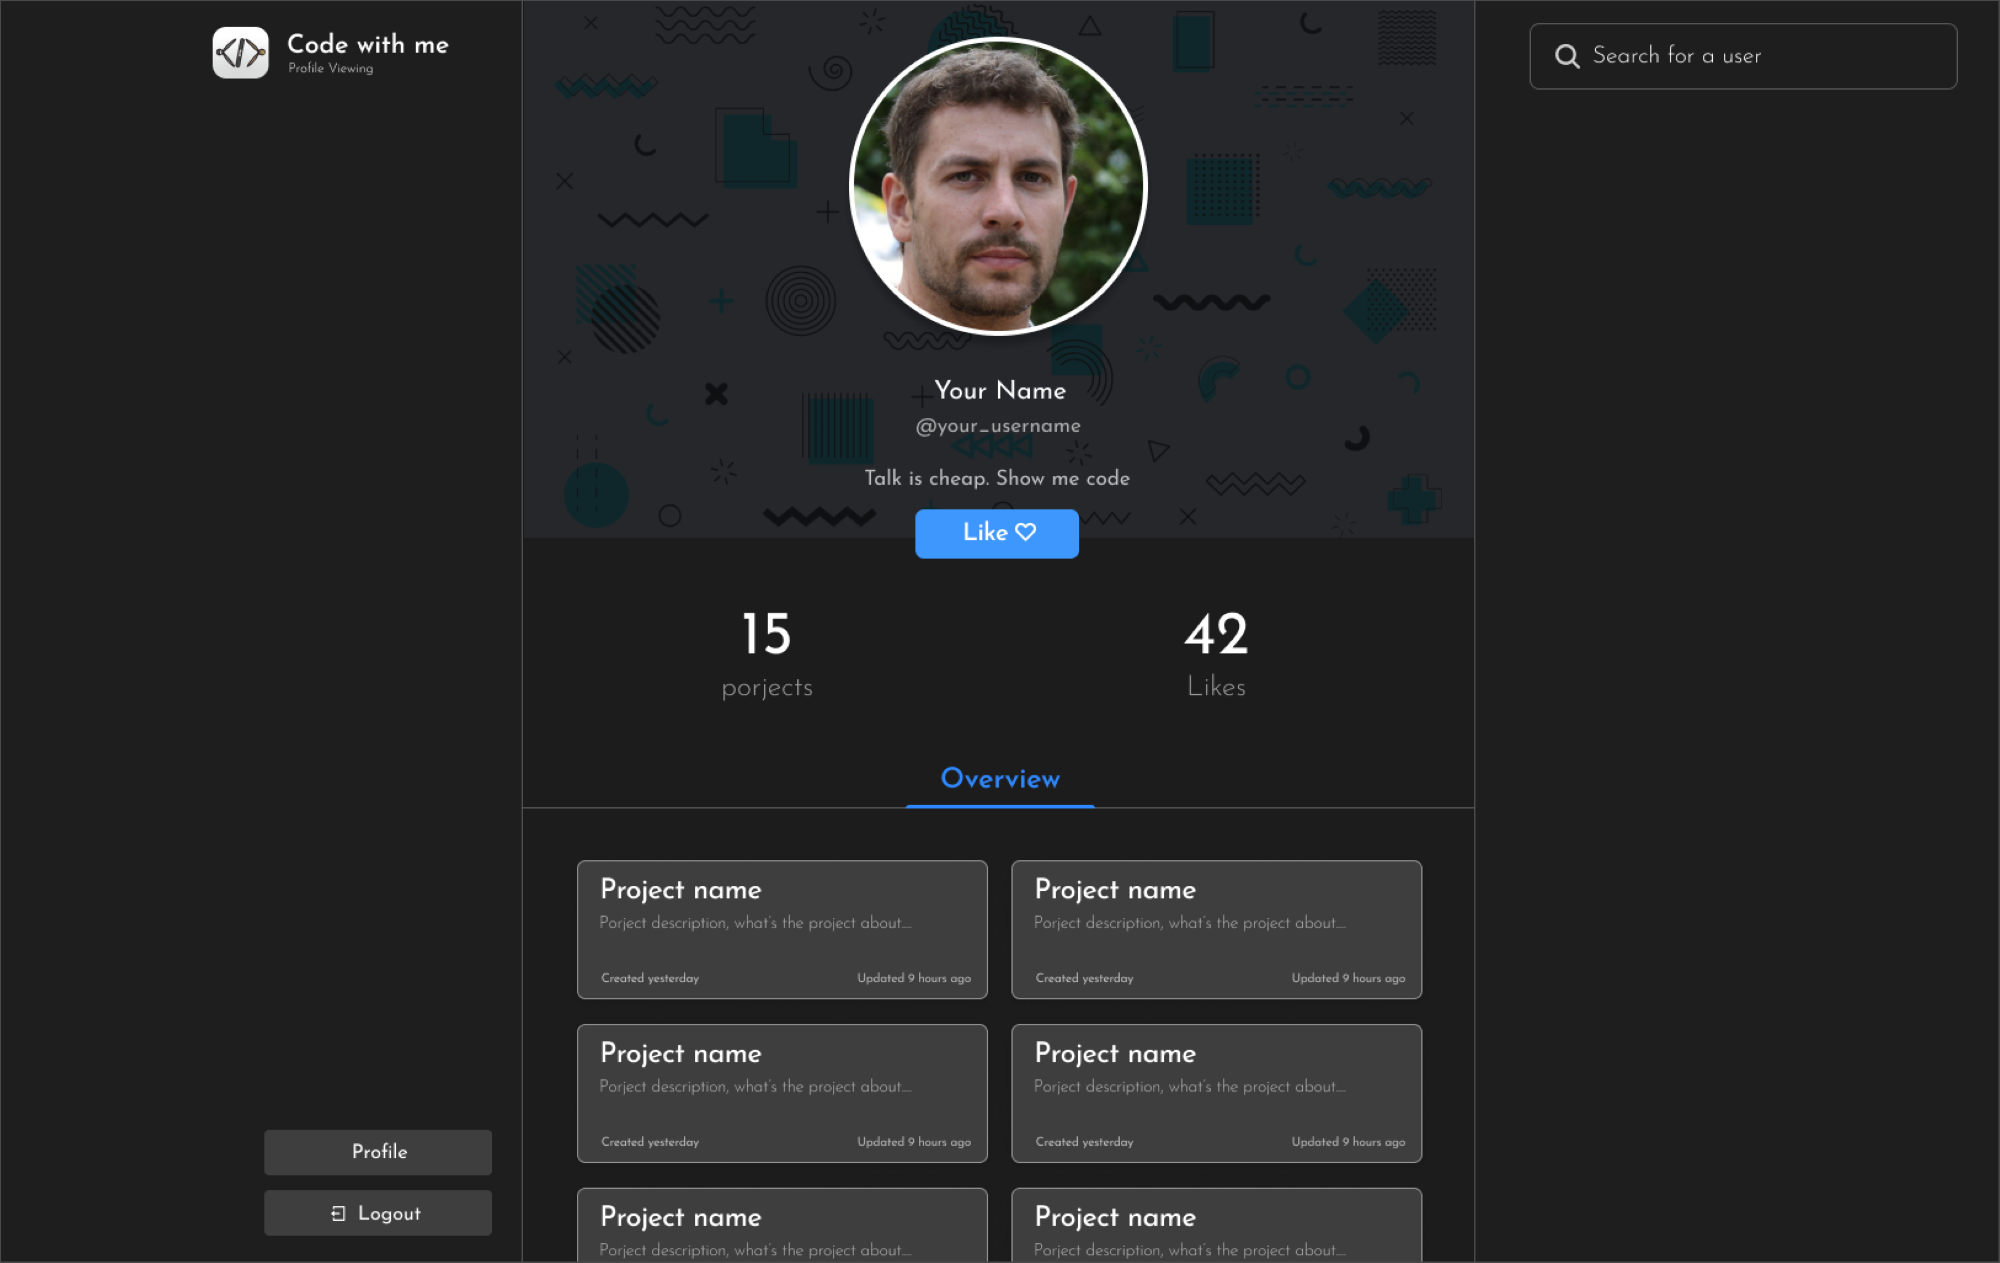 Code with me
Profile Viewing
Search for a user
Your Name
@your_username
Talk is cheap. Show me code
Like
15
porjects
42
Likes
Overview
Project name
Porject description, what's the project about....
Created yesterday
Updated 9 hours ago
Project name
Porject description, what's the project about....
Created yesterday
Updated 9 hours ago
Project name
Porject description, what's the project about....
Created yesterday
Updated 9 hours ago
Project name
Porject description, what's the project about....
Created yesterday
Updated 9 hours ago
Project name
Porject description, what's the project about....
Project name
Porject description, what's the project about....
Profile
Logout